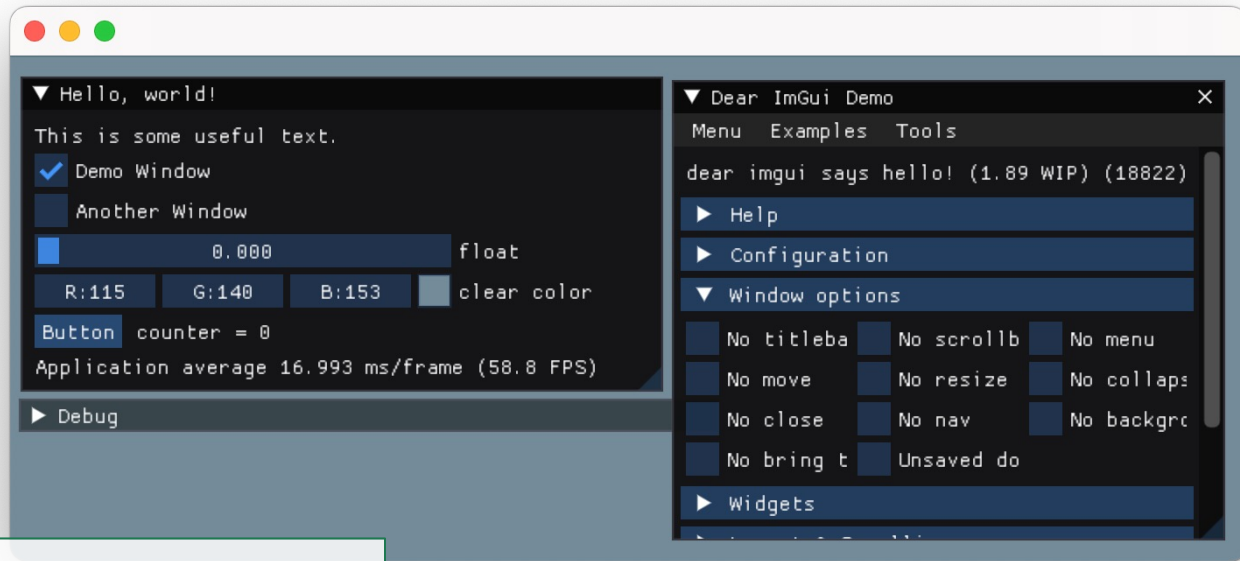 Hello, world!
This is some useful text.
Demo Window
Another Window
0.000 float
R:115 G:140 B:153 clear color
Button counter = 0
Application average 16.993 ms/frame (58.8 FPS)
Debug
Dear ImGui Demo
Menu Examples Tools
dear imgui says hello! (1.89 WIP) (18822)
Help
Configuration
Window options
No titleba No scrollb No menu
No move No resize No collaps
No close No nav No backgrc
No bring t Unsaved do
Widgets